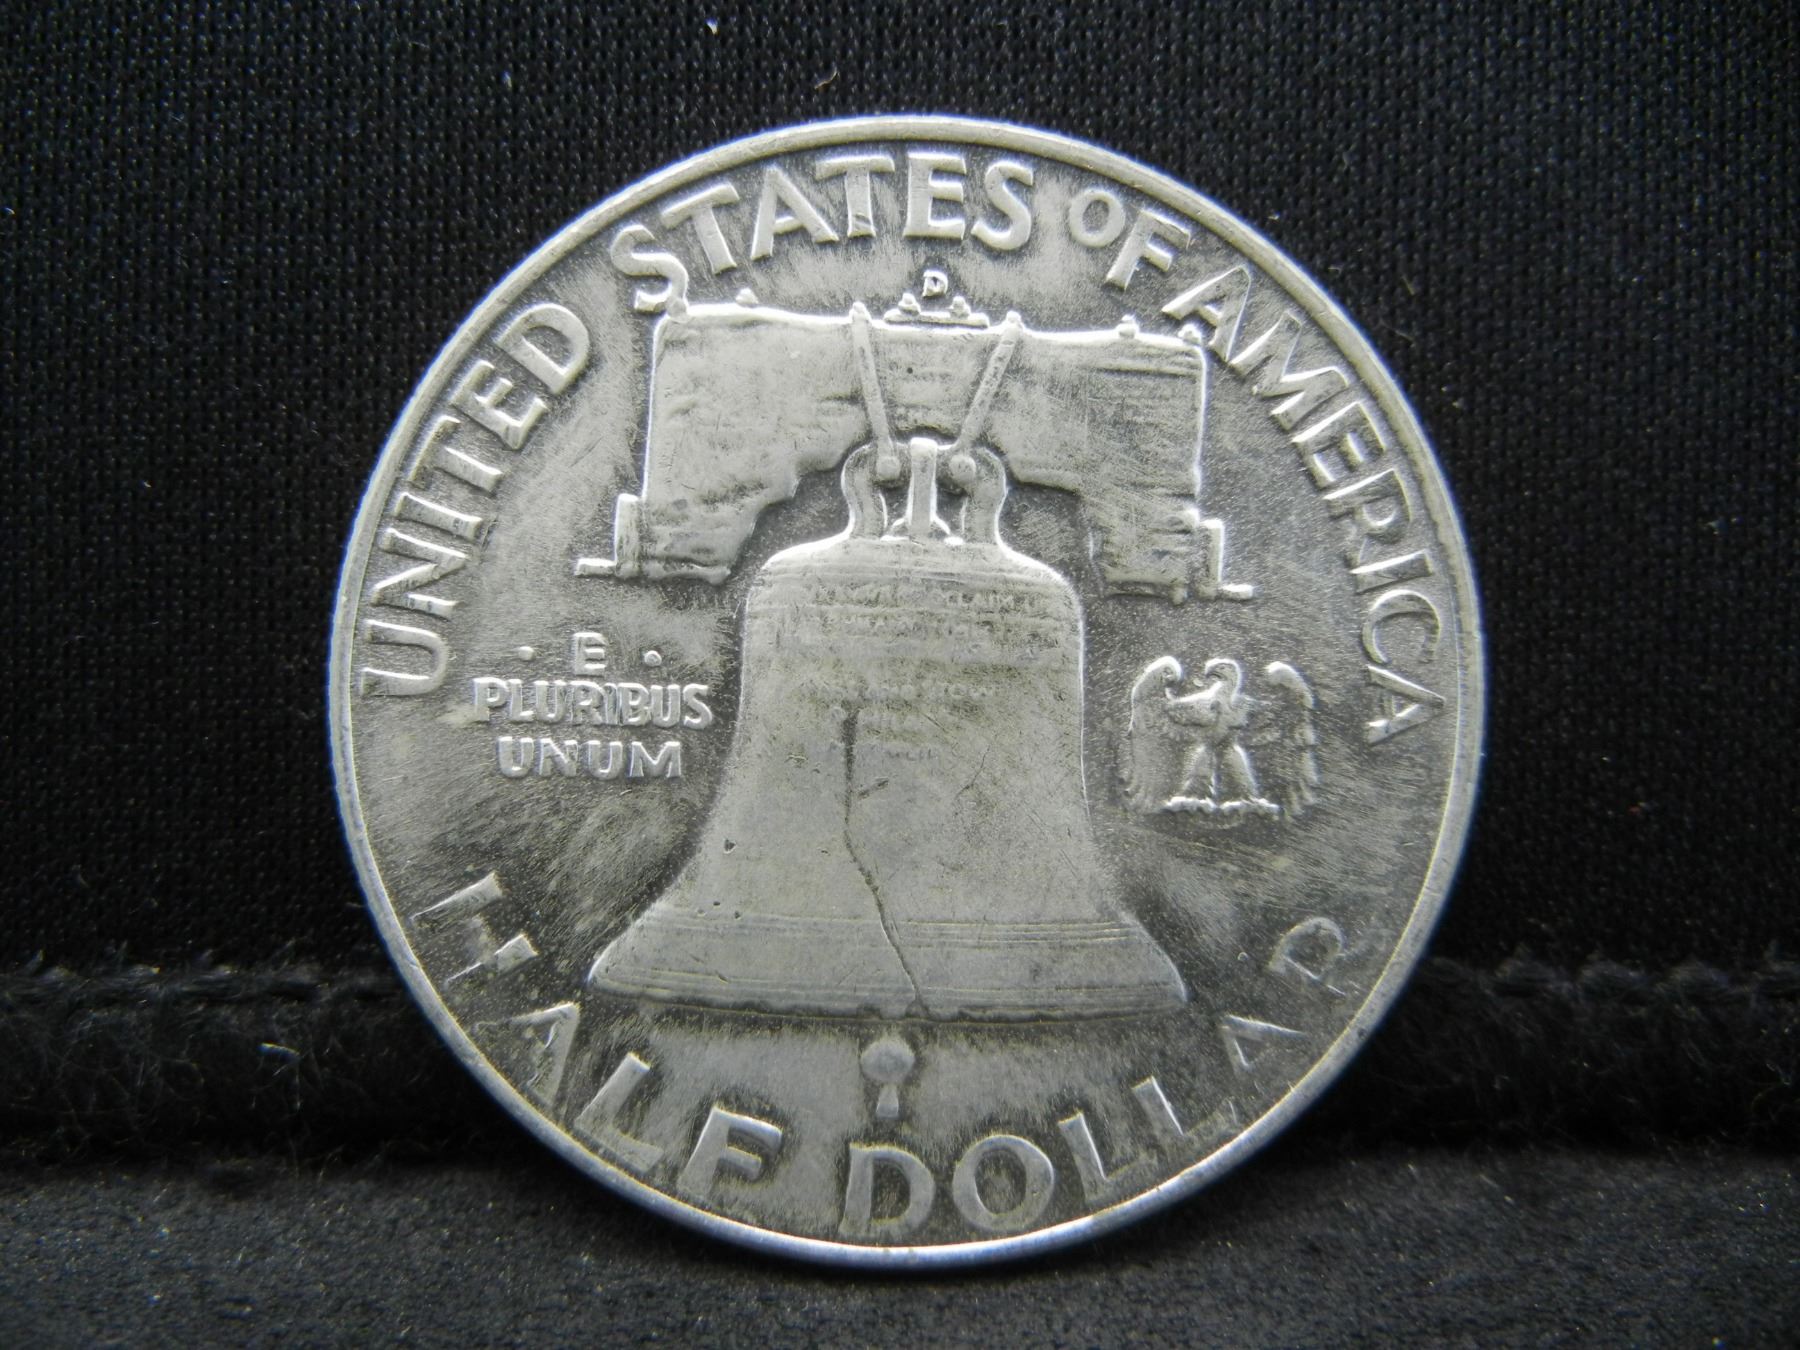 UNITED STATES OF AMERICA
D
· E ·
PLURIBUS
UNUM
HALF DOLLAR